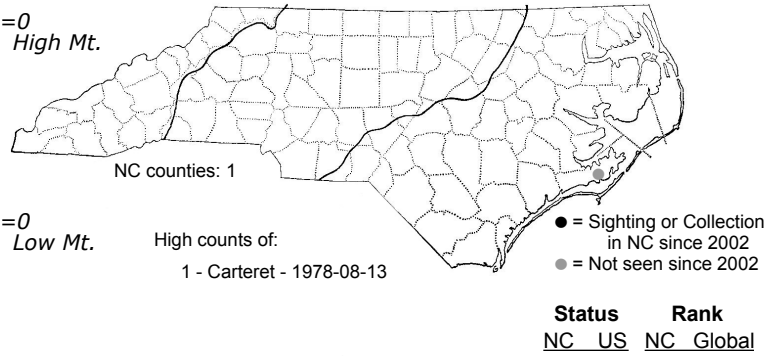 =0
High Mt.
NC counties: 1
=0
Low Mt.
High counts of:
1 - Carteret - 1978-08-13
= Sighting or Collection
in NC since 2002
= Not seen since 2002
Status Rank
NC US NC Global